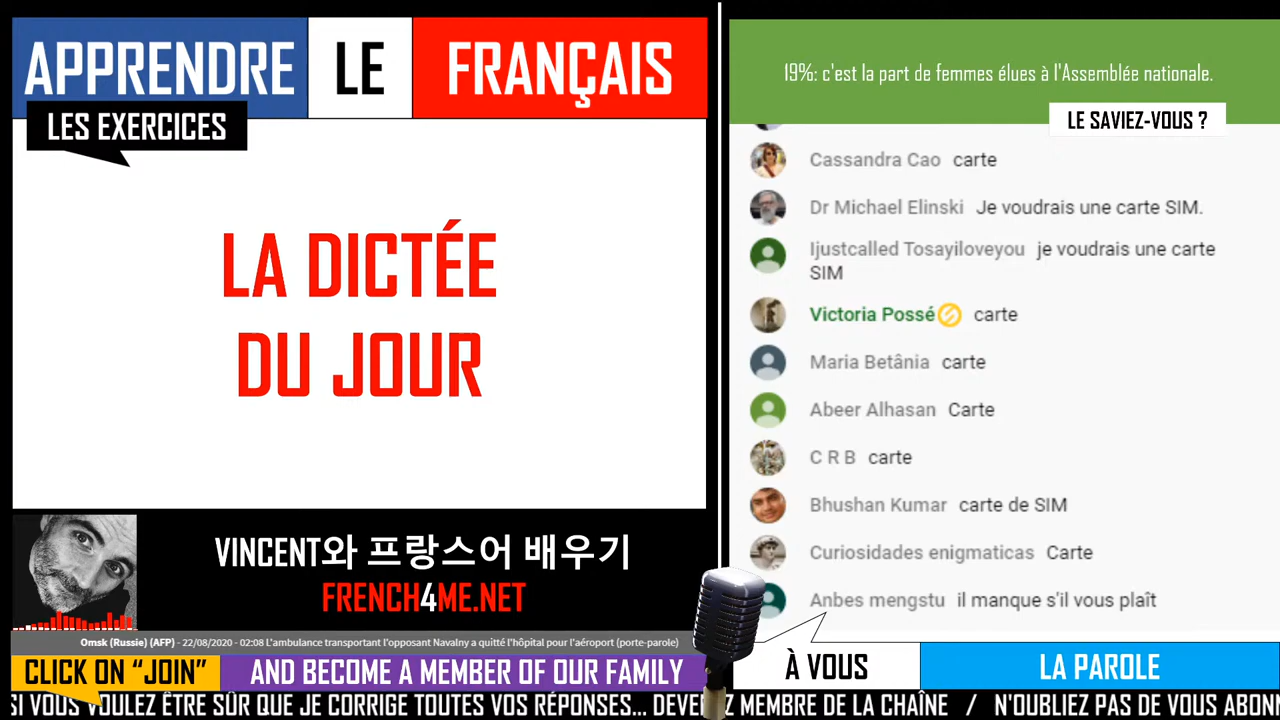 APPRENDRE LE FRANÇAIS
LES EXERCICES
LA DICTÉE
DU JOUR
VINCENT와 프랑스어 배우기
FRENCH4ME.NET
Omsk (Russie) (AFP) - 22/08/2020 - 02:08 L'ambulance transportant l'opposant Navalny a quitté l'hôpital pour l'aéroport (porte-parole)
CLICK ON “JOIN” AND BECOME A MEMBER OF OUR FAMILY
19%: c'est la part de femmes élues à l'Assemblée nationale.
LE SAVIEZ-VOUS ?
Cassandra Cao carte
Dr Michael Elinski Je voudrais une carte SIM.
Ijustcalled Tosayiloveyou je voudrais une carte
SIM
Victoria Possé carte
Maria Betânia carte
Abeer Alhasan Carte
C R B carte
Bhushan Kumar carte de SIM
Curiosidades enigmaticas Carte
Anbes mengstu il manque s'il vous plaît
À VOUS LA PAROLE
SI VOUS VOULEZ ÊTRE SÛR QUE JE CORRIGE TOUTES VOS RÉPONSES... MEMBRE DE LA CHAÎNE / N'OUBLIEZ PAS DE VOUS